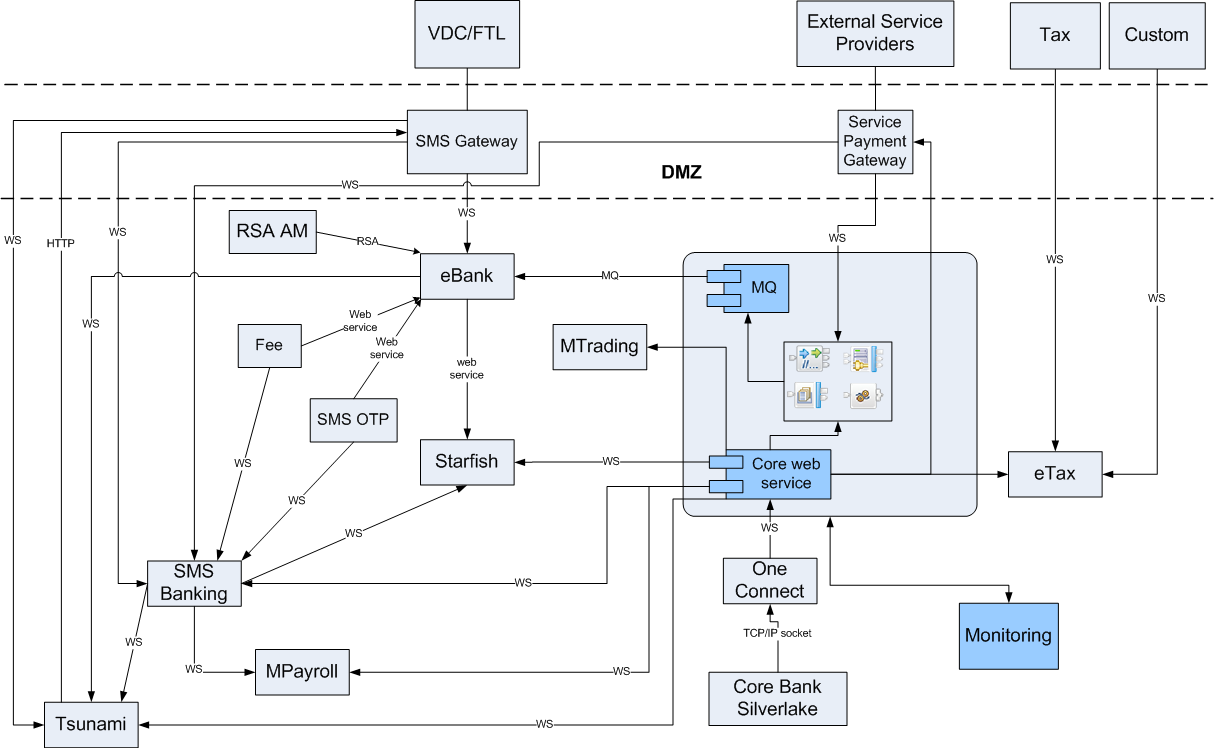 VDC/FTL
External Service
Providers
Tax
Custom
SMS Gateway
Service
Payment
Gateway
DMZ
WS
WS
WS
WS
HTTP
RSA AM
RSA
WS
WS
WS
eBank
MQ
MQ
WS
Fee
Web
service
Web
service
MTrading
//...
web
service
SMS OTP
Starfish
WS
WS
Core web
service
eTax
WS
WS
WS
SMS
Banking
WS
One
Connect
TCP/IP socket
Monitoring
WS
WS
MPayroll
WS
Core Bank
Silverlake
Tsunami
WS